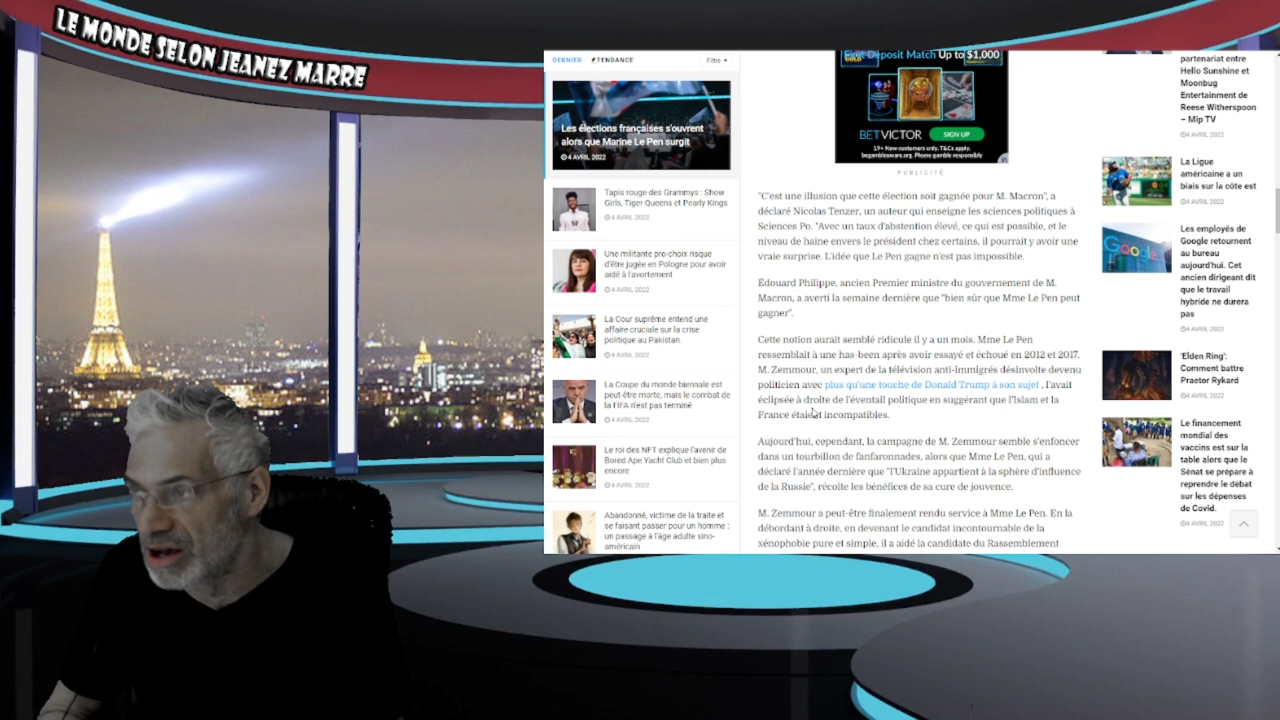 LE MONDE SELON JEANEZ MARRE
DERNIER
TENDANCE
Filtre
Les élections françaises s'ouvrent
alors que Marine Le Pen surgit
4 AVRIL 2022
Tapis rouge des Grammys : Show
Girls, Tiger Queens et Pearly Kings
4 AVRIL 2022
Une militante pro-choix risque
d'être jugée en Pologne pour avoir
aidé à l'avortement
4 AVRIL 2022
La Cour suprême entend une
affaire cruciale sur la crise
politique au Pakistan.
4 AVRIL 2022
La Coupe du monde biennale est
peut-être morte, mais le combat de
la FIFA n'est pas terminé
4 AVRIL 2022
Le roi des NFT explique l'avenir de
Bored Ape Yacht Club et bien plus
encore
4 AVRIL 2022
Abandonné, victime de la traite et
se faisant passer pour un homme :
un passage à l'âge adulte sino-
américain
First Deposit Match Up to $1,000
GOLD
BETVICTOR SIGN UP
19+ New customers only. T&Cs apply.
begambleaware.org. Please gamble responsibly
PUBLICITÉ
"C'est une illusion que cette élection soit gagnée pour M. Macron", a
déclaré Nicolas Tenzer, un auteur qui enseigne les sciences politiques à
Sciences Po. "Avec un taux d'abstention élevé, ce qui est possible, et le
niveau de haine envers le président chez certains, il pourrait y avoir une
vraie surprise. L'idée que Le Pen gagne n'est pas impossible.
Édouard Philippe, ancien Premier ministre du gouvernement de M.
Macron, a averti la semaine dernière que "bien sûr que Mme Le Pen peut
gagner".
Cette notion aurait semblé ridicule il y a un mois. Mme Le Pen
ressemblait à une has-been après avoir essayé et échoué en 2012 et 2017.
M. Zemmour, un expert de la télévision anti-immigrés désinvolte devenu
politicien avec plus qu'une touche de Donald Trump à son sujet , l'avait
éclipsée à droite de l'éventail politique en suggérant que l'Islam et la
France étaient incompatibles.
Aujourd'hui, cependant, la campagne de M. Zemmour semble s'enfoncer
dans un tourbillon de fanfaronnades, alors que Mme Le Pen, qui a
déclaré l'année dernière que "l'Ukraine appartient à la sphère d'influence
de la Russie", récolte les bénéfices de sa cure de jouvence.
M. Zemmour a peut-être finalement rendu service à Mme Le Pen. En la
débordant à droite, en devenant le candidat incontournable de la
xénophobie pure et simple, il a aidé la candidate du Rassemblement
partenariat entre
Hello Sunshine et
Moonbug
Entertainment de
Reese Witherspoon
– Mip TV
4 AVRIL 2022
La Ligue
américaine a un
biais sur la côte est
4 AVRIL 2022
Google
Les employés de
Google retournent
au bureau
aujourd'hui. Cet
ancien dirigeant dit
que le travail
hybride ne durera
pas
4 AVRIL 2022
'Elden Ring':
Comment battre
Praetor Rykard
4 AVRIL 2022
Le financement
mondial des
vaccins est sur la
table alors que le
Sénat se prépare à
reprendre le débat
sur les dépenses
de Covid.
4 AVRIL 2022